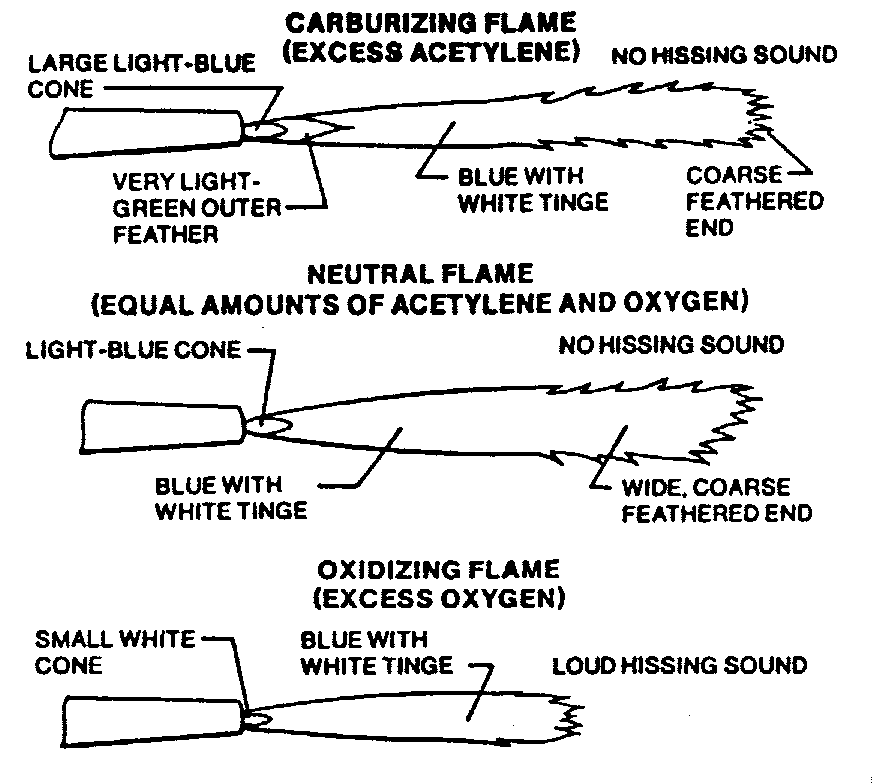 CARBURIZING FLAME
(EXCESS ACETYLENE)
NO HISSING SOUND
LARGE LIGHT-BLUE
CONE
VERY LIGHT-
GREEN OUTER
FEATHER
BLUE WITH
WHITE TINGE
COARSE
FEATHERED
END
NEUTRAL FLAME
(EQUAL AMOUNTS OF ACETYLENE AND OXYGEN)
LIGHT-BLUE CONE
NO HISSING SOUND
BLUE WITH
WHITE TINGE
WIDE, COARSE
FEATHERED END
OXIDIZING FLAME
(EXCESS OXYGEN)
SMALL WHITE
CONE
BLUE WITH
WHITE TINGE
LOUD HISSING SOUND